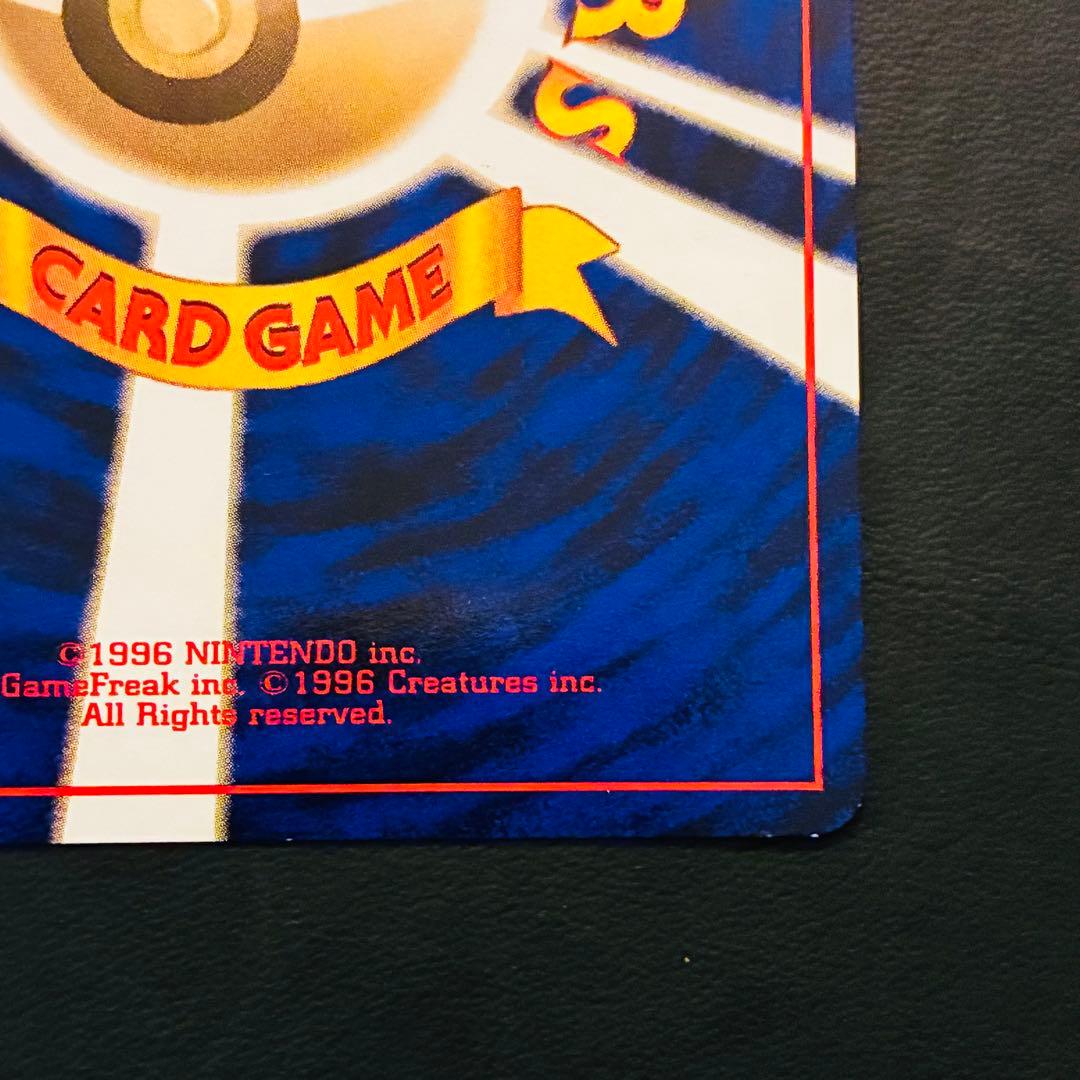 B
S
CARD GAME
©1996 NINTENDO inc.
GameFreak inc. ©1996 Creatures inc.
All Rights reserved.